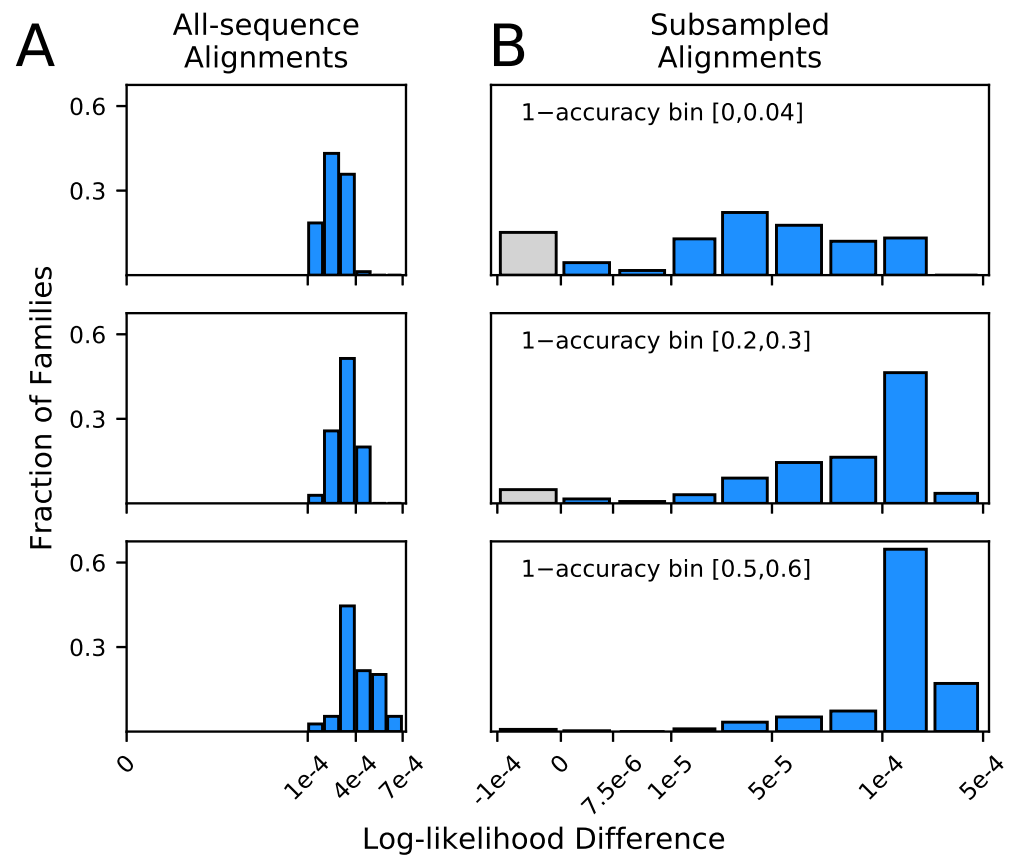 A
All-sequence
Alignments
B
Subsampled
Alignments
Fraction of Families
0.6
0.3
1−accuracy bin [0,0.04]
0.6
0.3
1−accuracy bin [0.2,0.3]
0.6
0.3
1−accuracy bin [0.5,0.6]
0
1e-4
4e-4
7e-4
-1e-4
0
7.5e-6
1e-5
5e-5
1e-4
5e-4
Log-likelihood Difference